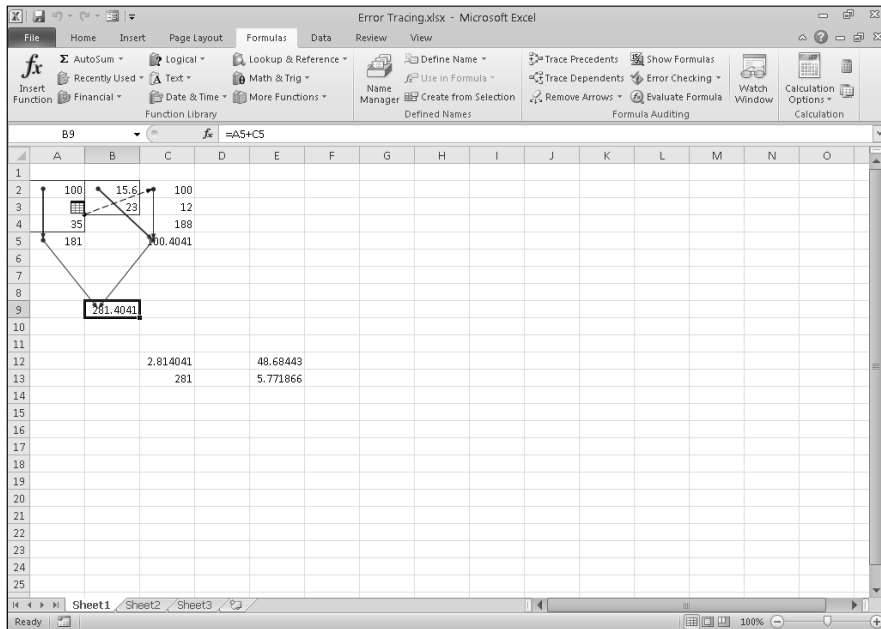 Error Tracing.xlsx - Microsoft Excel
File Home Insert Page Layout Formulas Data Review View
fx Insert Function
Σ AutoSum
Recently Used
Financial
Logical
A Text
Date & Time
Lookup & Reference
Math & Trig
More Functions
Function Library
Name Manager
Define Name
fx Use in Formula
Create from Selection
Defined Names
Trace Precedents
Trace Dependents
Remove Arrows
Show Formulas
Error Checking
Evaluate Formula
Formula Auditing
Watch Window
Calculation Options
Calculation
B9 fx =A5+C5
A B C D E F G H I J K L M N O
1
2 100 15.6 100
3 23 12
4 35 188
5 181 100.4041
6
7
8
9 281.4041
10
11
12 2.814041 48.68443
13 281 5.771866
14
15
16
17
18
19
20
21
22
23
24
25
Sheet1 Sheet2 Sheet3
Ready 100%